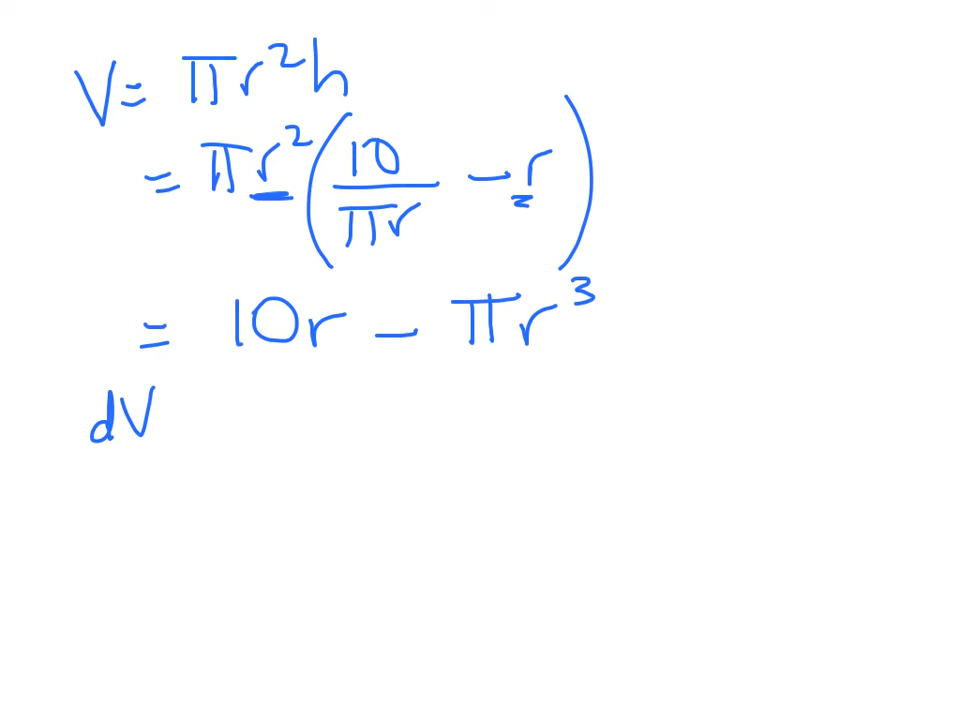 V = πr²h
= πr²(10/πr − r)
= 10r − πr³
dV